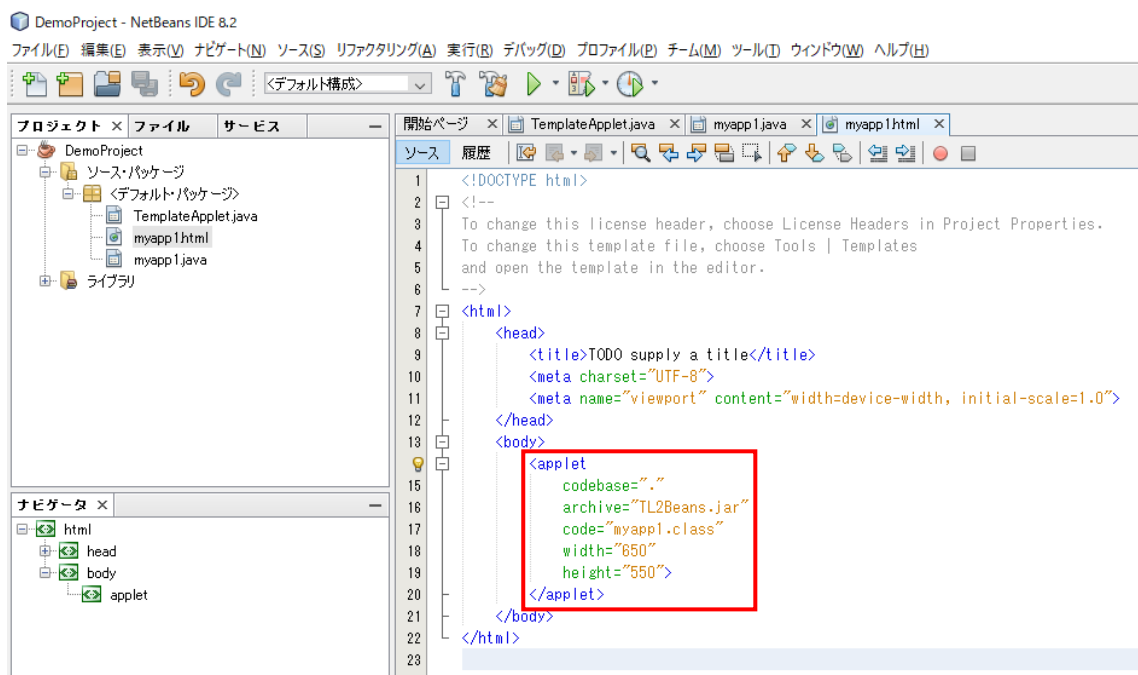 DemoProject - NetBeans IDE 8.2
ファイル(F) 編集(E) 表示(V) ナビゲート(N) ソース(S) リファクタリング(A) 実行(R) デバッグ(D) プロファイル(P) チーム(M) ツール(T) ウィンドウ(W) ヘルプ(H)
<デフォルト構成>
プロジェクト × ファイル サービス
DemoProject
ソース・パッケージ
<デフォルト・パッケージ>
TemplateApplet.java
myapp1.html
myapp1.java
ライブラリ
ナビゲータ ×
html
head
body
applet
開始ページ × TemplateApplet.java × myapp1.java × myapp1.html ×
ソース 履歴
1 <!DOCTYPE html>
2 <!--
3 To change this license header, choose License Headers in Project Properties.
4 To change this template file, choose Tools | Templates
5 and open the template in the editor.
6 -->
7 <html>
8 <head>
9 <title>TODO supply a title</title>
10 <meta charset="UTF-8">
11 <meta name="viewport" content="width=device-width, initial-scale=1.0">
12 </head>
13 <body>
<applet
15 codebase="."
16 archive="TL2Beans.jar"
17 code="myapp1.class"
18 width="650"
19 height="550">
20 </applet>
21 </body>
22 </html>
23